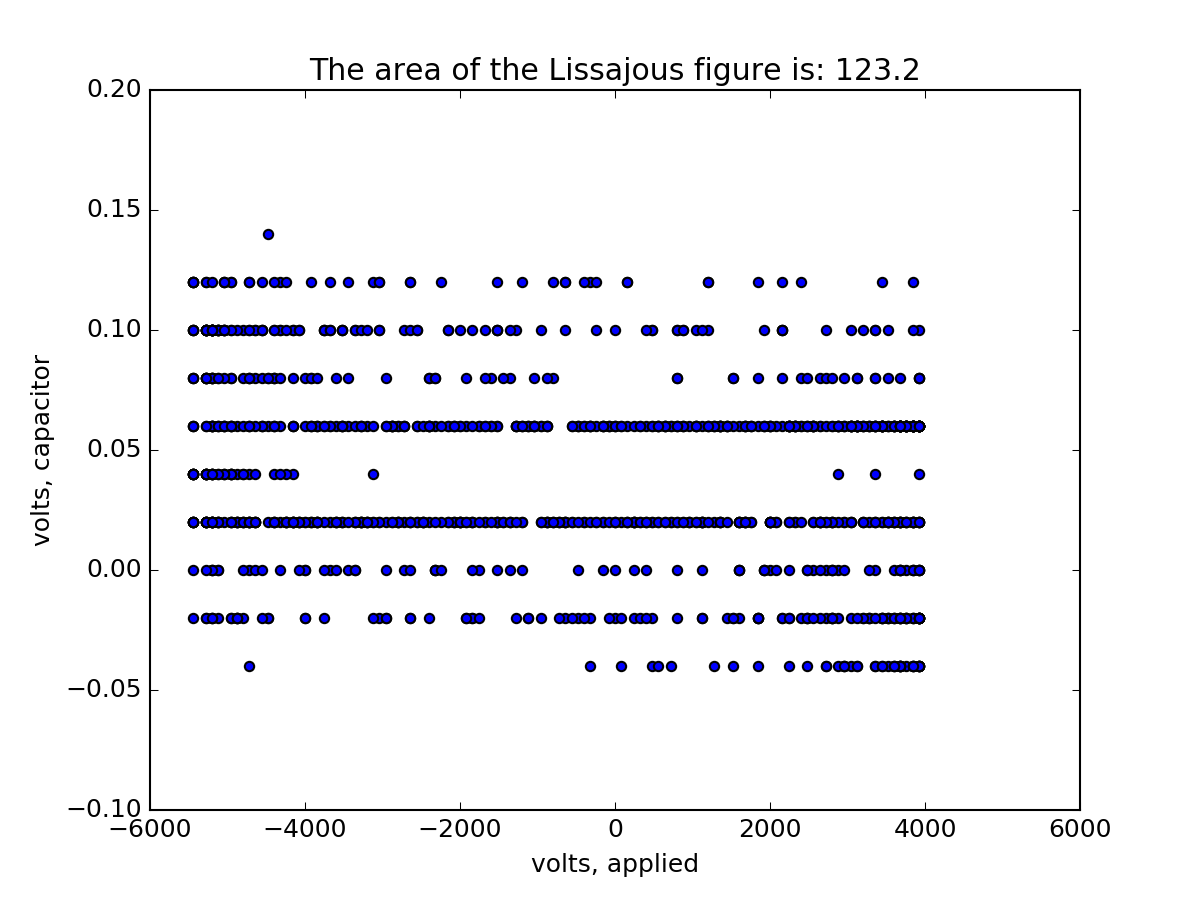 The area of the Lissajous figure is: 123.2
0.20
0.15
0.10
0.05
0.00
−0.05
−0.10
volts, capacitor
−6000 −4000 −2000 0 2000 4000 6000
volts, applied